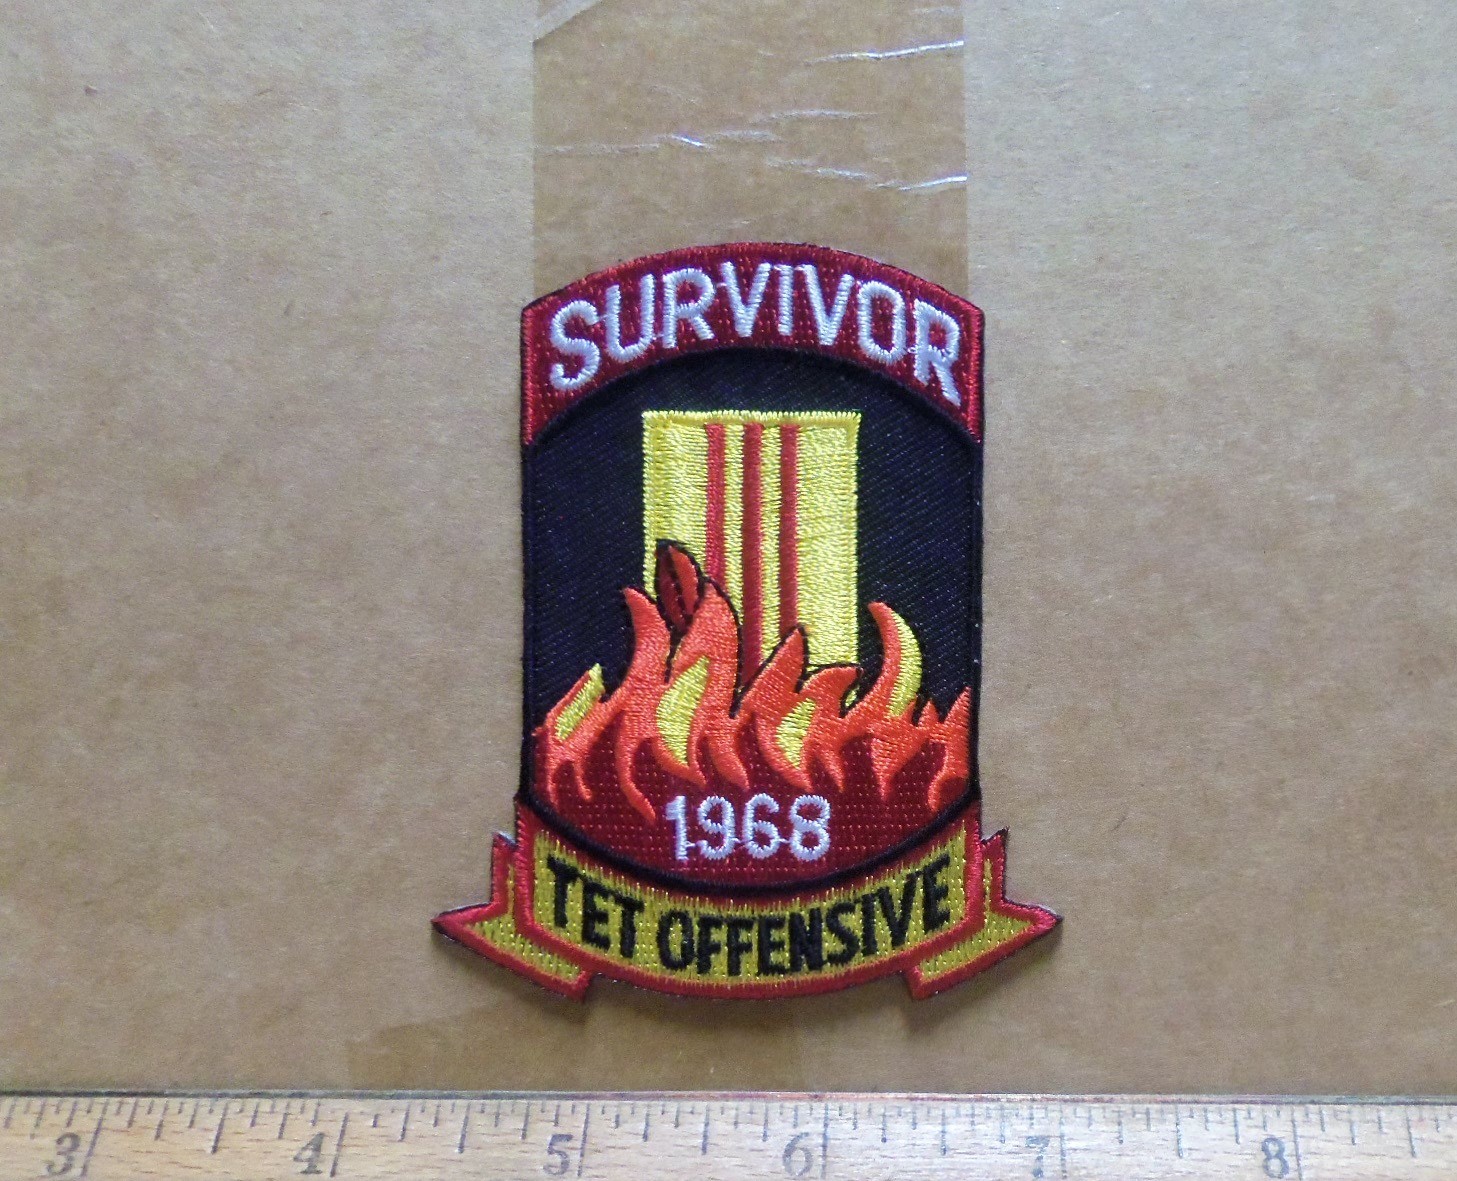 SURVIVOR
1968
TET OFFENSIVE
3 4 5 6 7 8